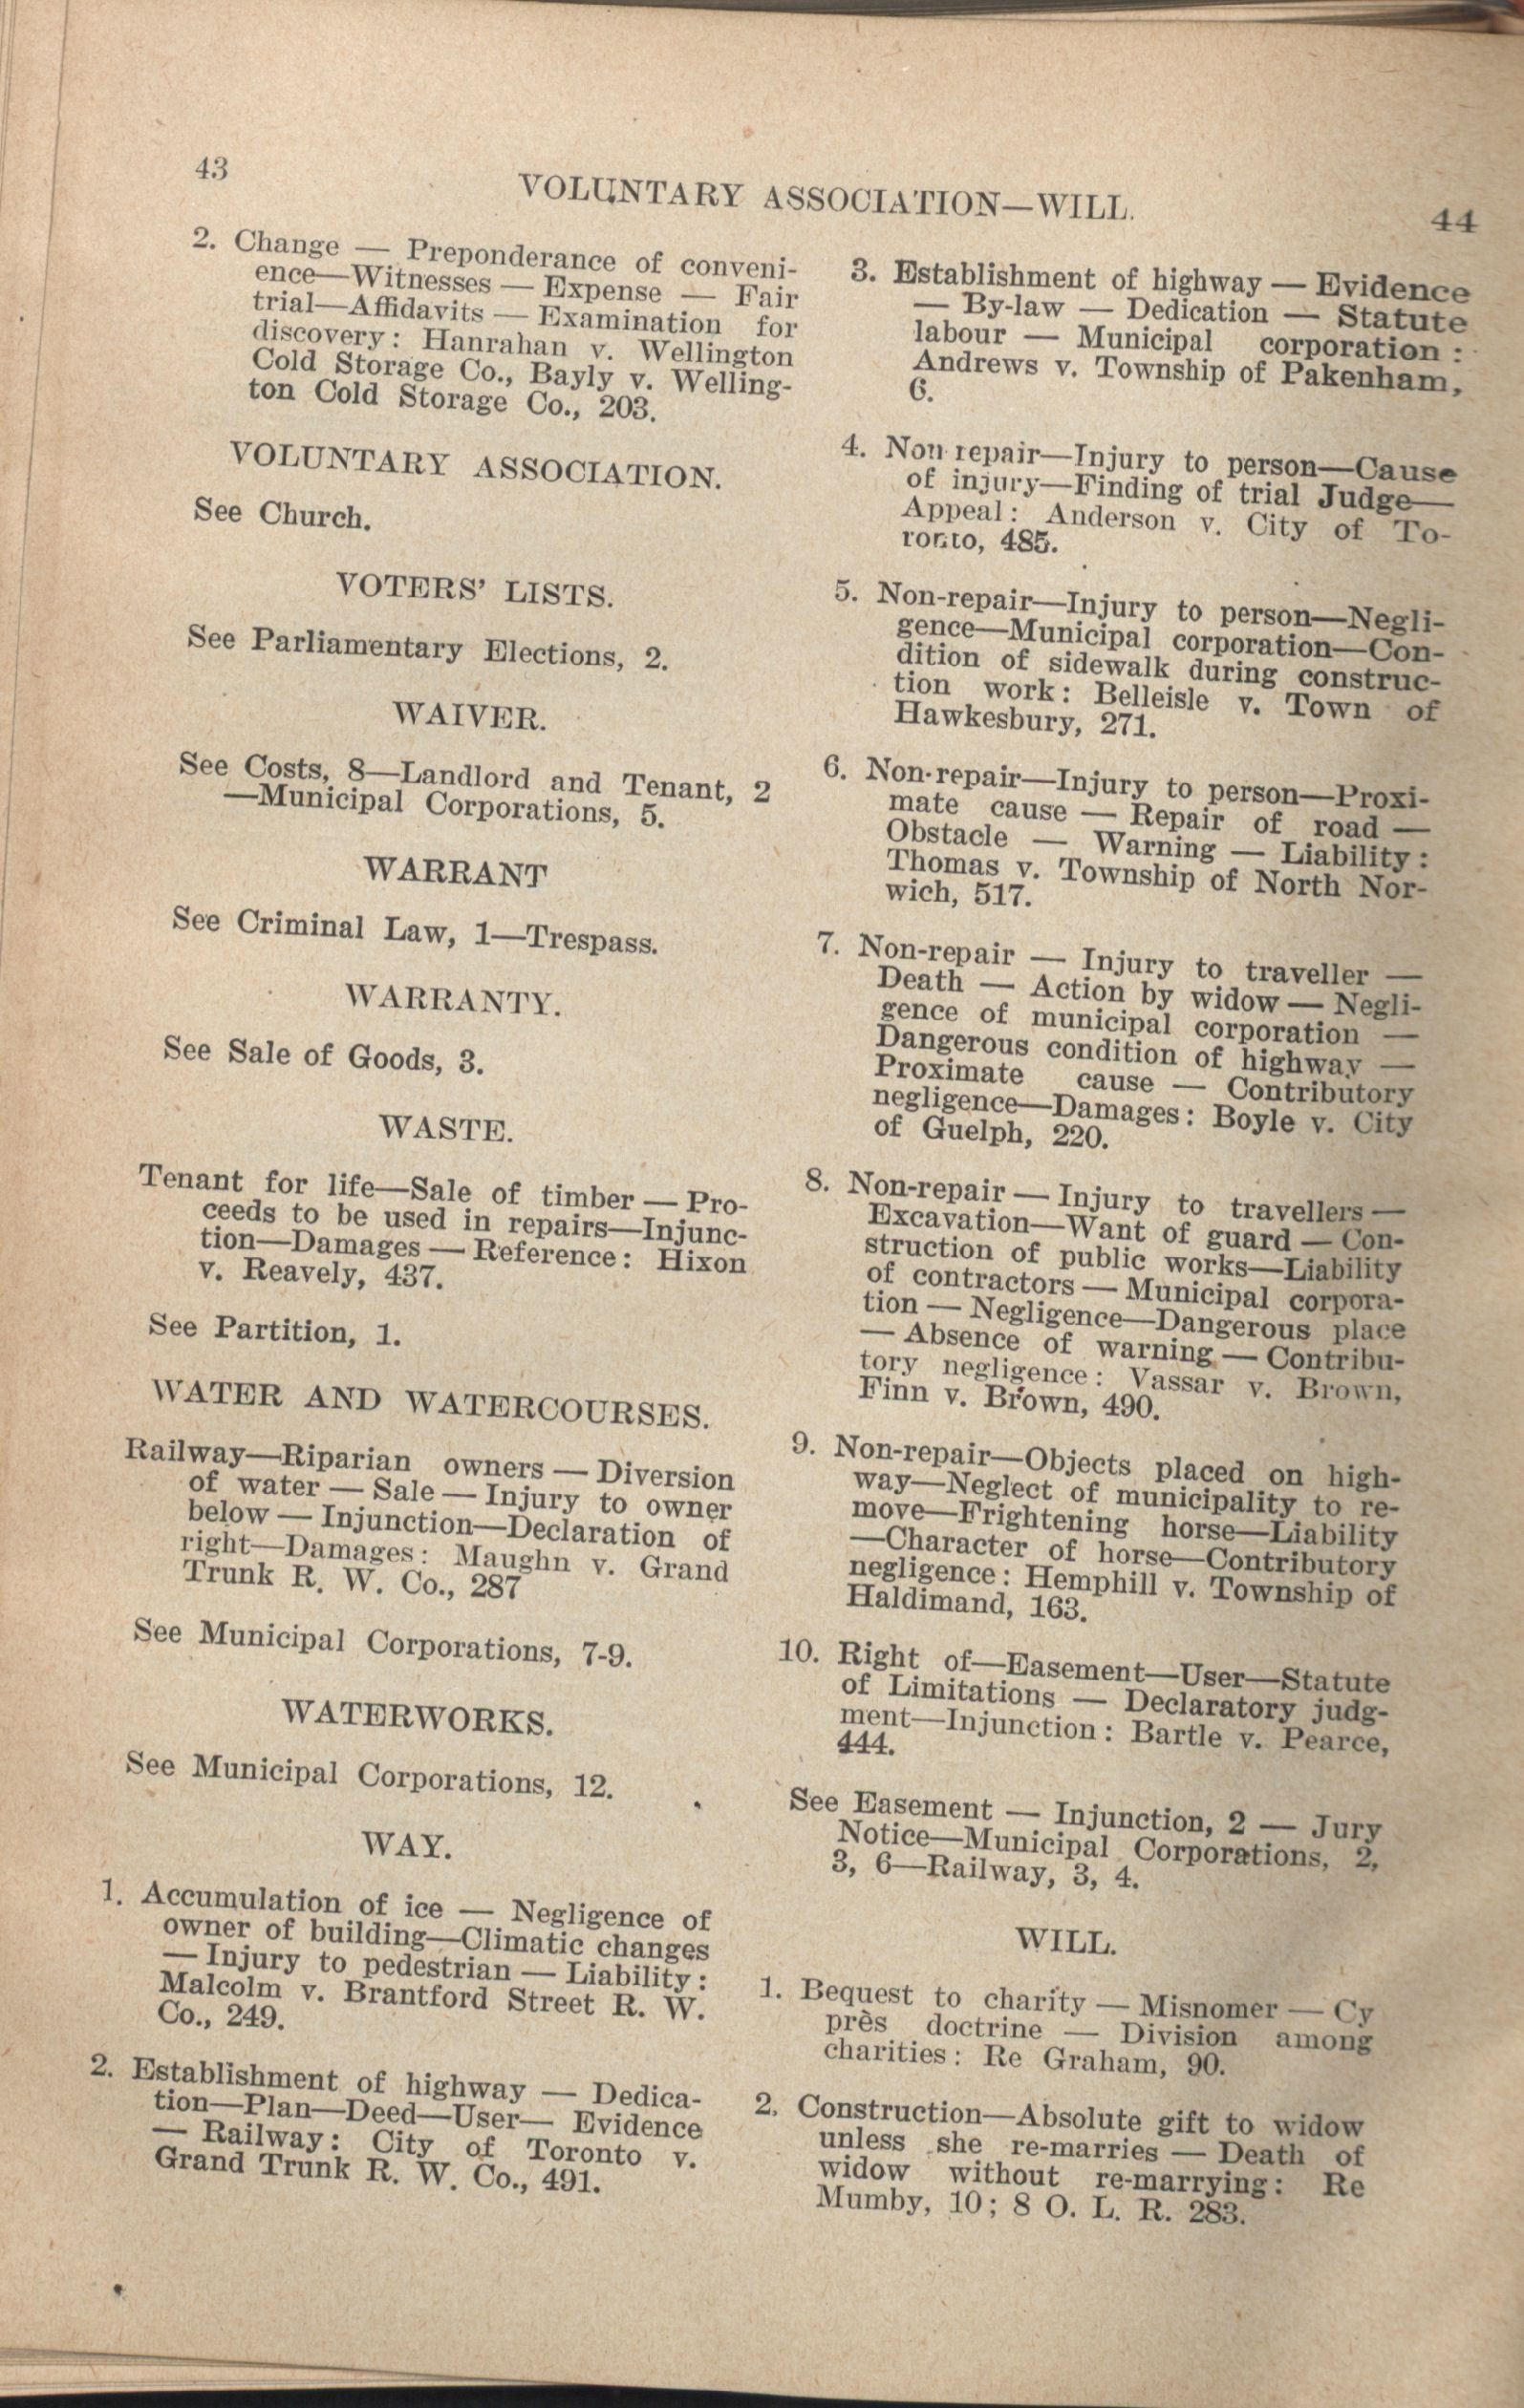 43
VOLUNTARY ASSOCIATION—WILL.
44
2. Change — Preponderance of conveni-
ence—Witnesses — Expense — Fair
trial—Affidavits — Examination for
discovery: Hanrahan v. Wellington
Cold Storage Co., Bayly v. Welling-
ton Cold Storage Co., 203.
VOLUNTARY ASSOCIATION.
See Church.
VOTERS' LISTS.
See Parliamentary Elections, 2.
WAIVER.
See Costs, 8—Landlord and Tenant, 2
—Municipal Corporations, 5.
WARRANT
See Criminal Law, 1—Trespass.
WARRANTY.
See Sale of Goods, 3.
WASTE.
Tenant for life—Sale of timber — Pro-
ceeds to be used in repairs—Injunc-
tion—Damages — Reference: Hixon
v. Reavely, 437.
See Partition, 1.
WATER AND WATERCOURSES.
Railway—Riparian owners — Diversion
of water — Sale — Injury to owner
below — Injunction—Declaration of
right—Damages: Maughn v. Grand
Trunk R. W. Co., 287
See Municipal Corporations, 7-9.
WATERWORKS.
See Municipal Corporations, 12.
WAY.
1. Accumulation of ice — Negligence of
owner of building—Climatic changes
— Injury to pedestrian — Liability:
Malcolm v. Brantford Street R. W.
Co., 249.
2. Establishment of highway — Dedica-
tion—Plan—Deed—User— Evidence
— Railway: City of Toronto v.
Grand Trunk R. W. Co., 491.
3. Establishment of highway — Evidence
— By-law — Dedication — Statute
labour — Municipal corporation:
Andrews v. Township of Pakenham,
6.
4. Non repair—Injury to person—Cause
of injury—Finding of trial Judge—
Appeal: Anderson v. City of To-
ronto, 485.
5. Non-repair—Injury to person—Negli-
gence—Municipal corporation—Con-
dition of sidewalk during construc-
tion work: Belleisle v. Town of
Hawkesbury, 271.
6. Non-repair—Injury to person—Proxi-
mate cause — Repair of road —
Obstacle — Warning — Liability:
Thomas v. Township of North Nor-
wich, 517.
7. Non-repair — Injury to traveller —
Death — Action by widow — Negli-
gence of municipal corporation —
Dangerous condition of highway —
Proximate cause — Contributory
negligence—Damages: Boyle v. City
of Guelph, 220.
8. Non-repair — Injury to travellers —
Excavation—Want of guard — Con-
struction of public works—Liability
of contractors — Municipal corpora-
tion — Negligence—Dangerous place
— Absence of warning — Contribu-
tory negligence: Vassar v. Brown,
Finn v. Brown, 490.
9. Non-repair—Objects placed on high-
way—Neglect of municipality to re-
move—Frightening horse—Liability
—Character of horse—Contributory
negligence: Hemphill v. Township of
Haldimand, 163.
10. Right of—Easement—User—Statute
of Limitations — Declaratory judg-
ment—Injunction: Bartle v. Pearce,
444.
See Easement — Injunction, 2 — Jury
Notice—Municipal Corporations, 2,
3, 6—Railway, 3, 4.
WILL.
1. Bequest to charity — Misnomer — Cy
près doctrine — Division among
charities: Re Graham, 90.
2. Construction—Absolute gift to widow
unless she re-marries — Death of
widow without re-marrying: Re
Mumby, 10; 8 O. L. R. 283.